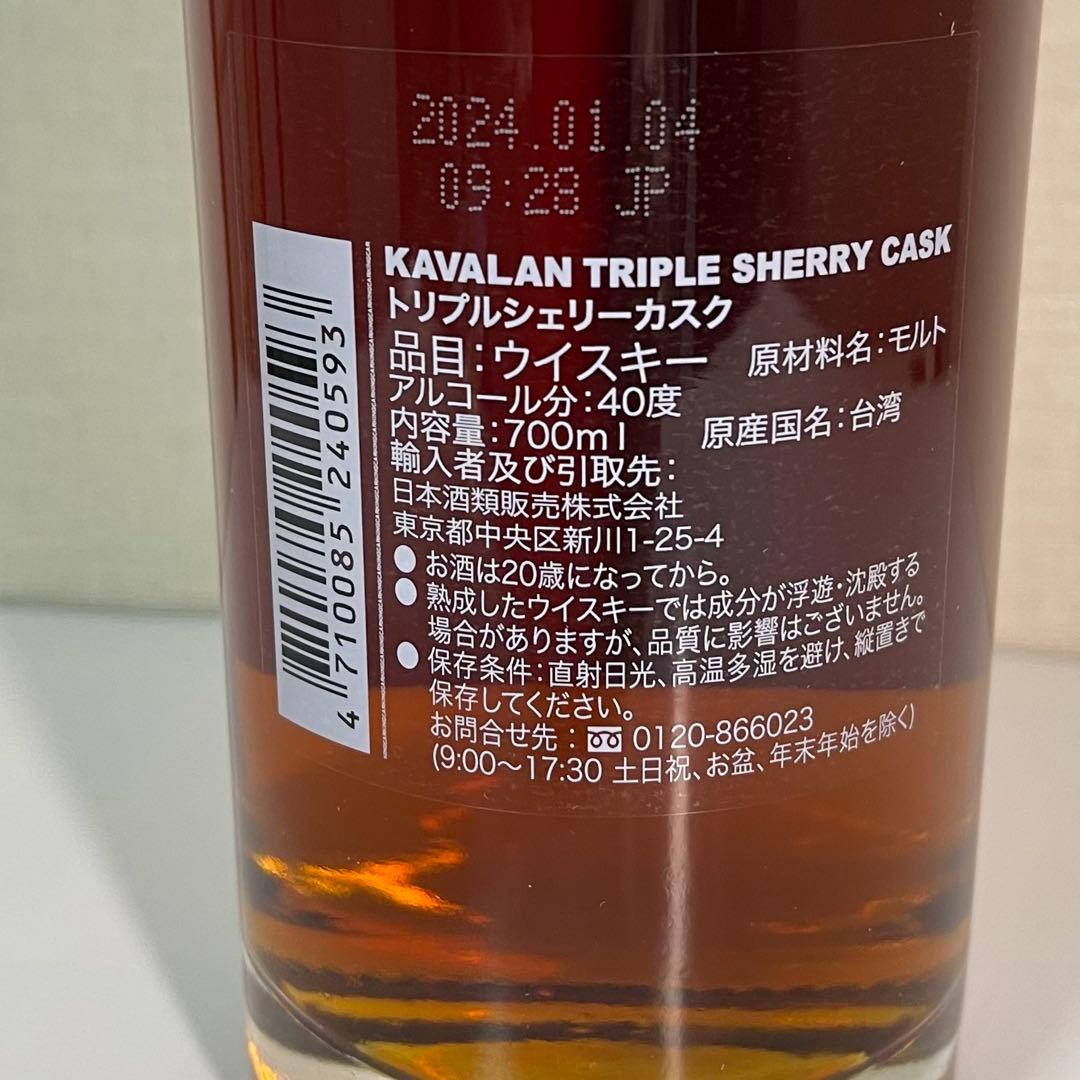 2024.01.04
09:28 JP
KAVALAN TRIPLE SHERRY CASK
トリプルシェリーカスク
品目:ウイスキー 原材料名:モルト
アルコール分:40度
内容量:700ml 原産国名:台湾
輸入者及び引取先:
日本酒類販売株式会社
東京都中央区新川1-25-4
●お酒は20歳になってから。
●熟成したウイスキーでは成分が浮遊・沈殿する
場合がありますが、品質に影響はございません。
●保存条件:直射日光、高温多湿を避け、縦置きで
保存してください。
お問合せ先: 0120-866023
(9:00〜17:30 土日祝、お盆、年末年始を除く)
4 710085 240593